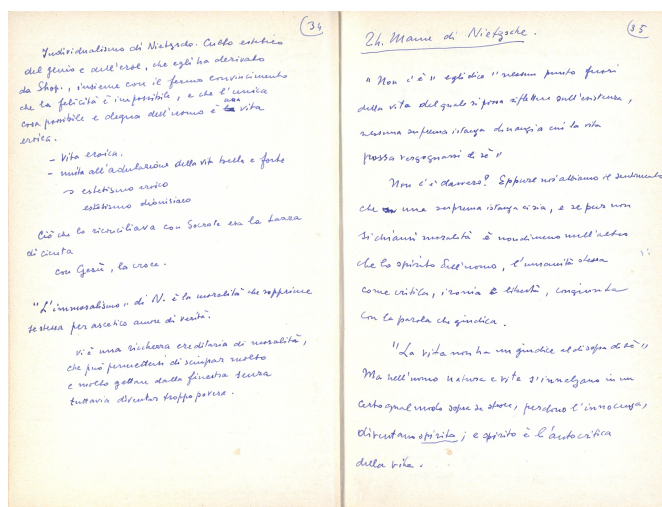 34
Individualismo di Nietzsche. Culto estetico
del genio e dell'eroe, che egli ha derivato
da Shop., insieme con il fermo convincimento
che la felicità è impossibile, e che l'unica
cosa possibile e degna dell'uomo è una vita
eroica.
- Vita eroica.
- unita all'adulazione della vita bella e forte
→ estetismo eroico
estetismo dionisiaco
Ciò che lo riconciliava con Socrate era la tazza
di cicuta
con Gesù, la croce.
"L'immoralismo" di N. è la moralità che sopprime
se stessa per ascetico amore di verità.
Vi è una ricchezza ereditaria di moralità,
che può permettersi di sciupar molto
e molto gettare dalla finestra senza
tuttavia diventar troppo povera.
35
Th. Mann di Nietzsche.
"Non c'è" egli dice "nessun punto fuori
della vita dal quale si possa riflettere sull'esistenza,
nessuna suprema istanza dinanzi a cui la vita
possa vergognarsi di sè"
Non c'è davvero? Eppure noi abbiamo il sentimento
che una suprema istanza ci sia, e se pur non
si chiami moralità è nondimeno null'altro
che lo spirito dell'uomo, l'umanità stessa
come critica, ironia e libertà, congiunta
con la parola che giudica.
"La vita non ha un giudice al di sopra di sè"
Ma nell'uomo natura e vita s'innalzano in un
certo qual modo sopra se stesse, perdono l'innocenza,
diventano spirito; e spirito è l'autocritica
della vita.